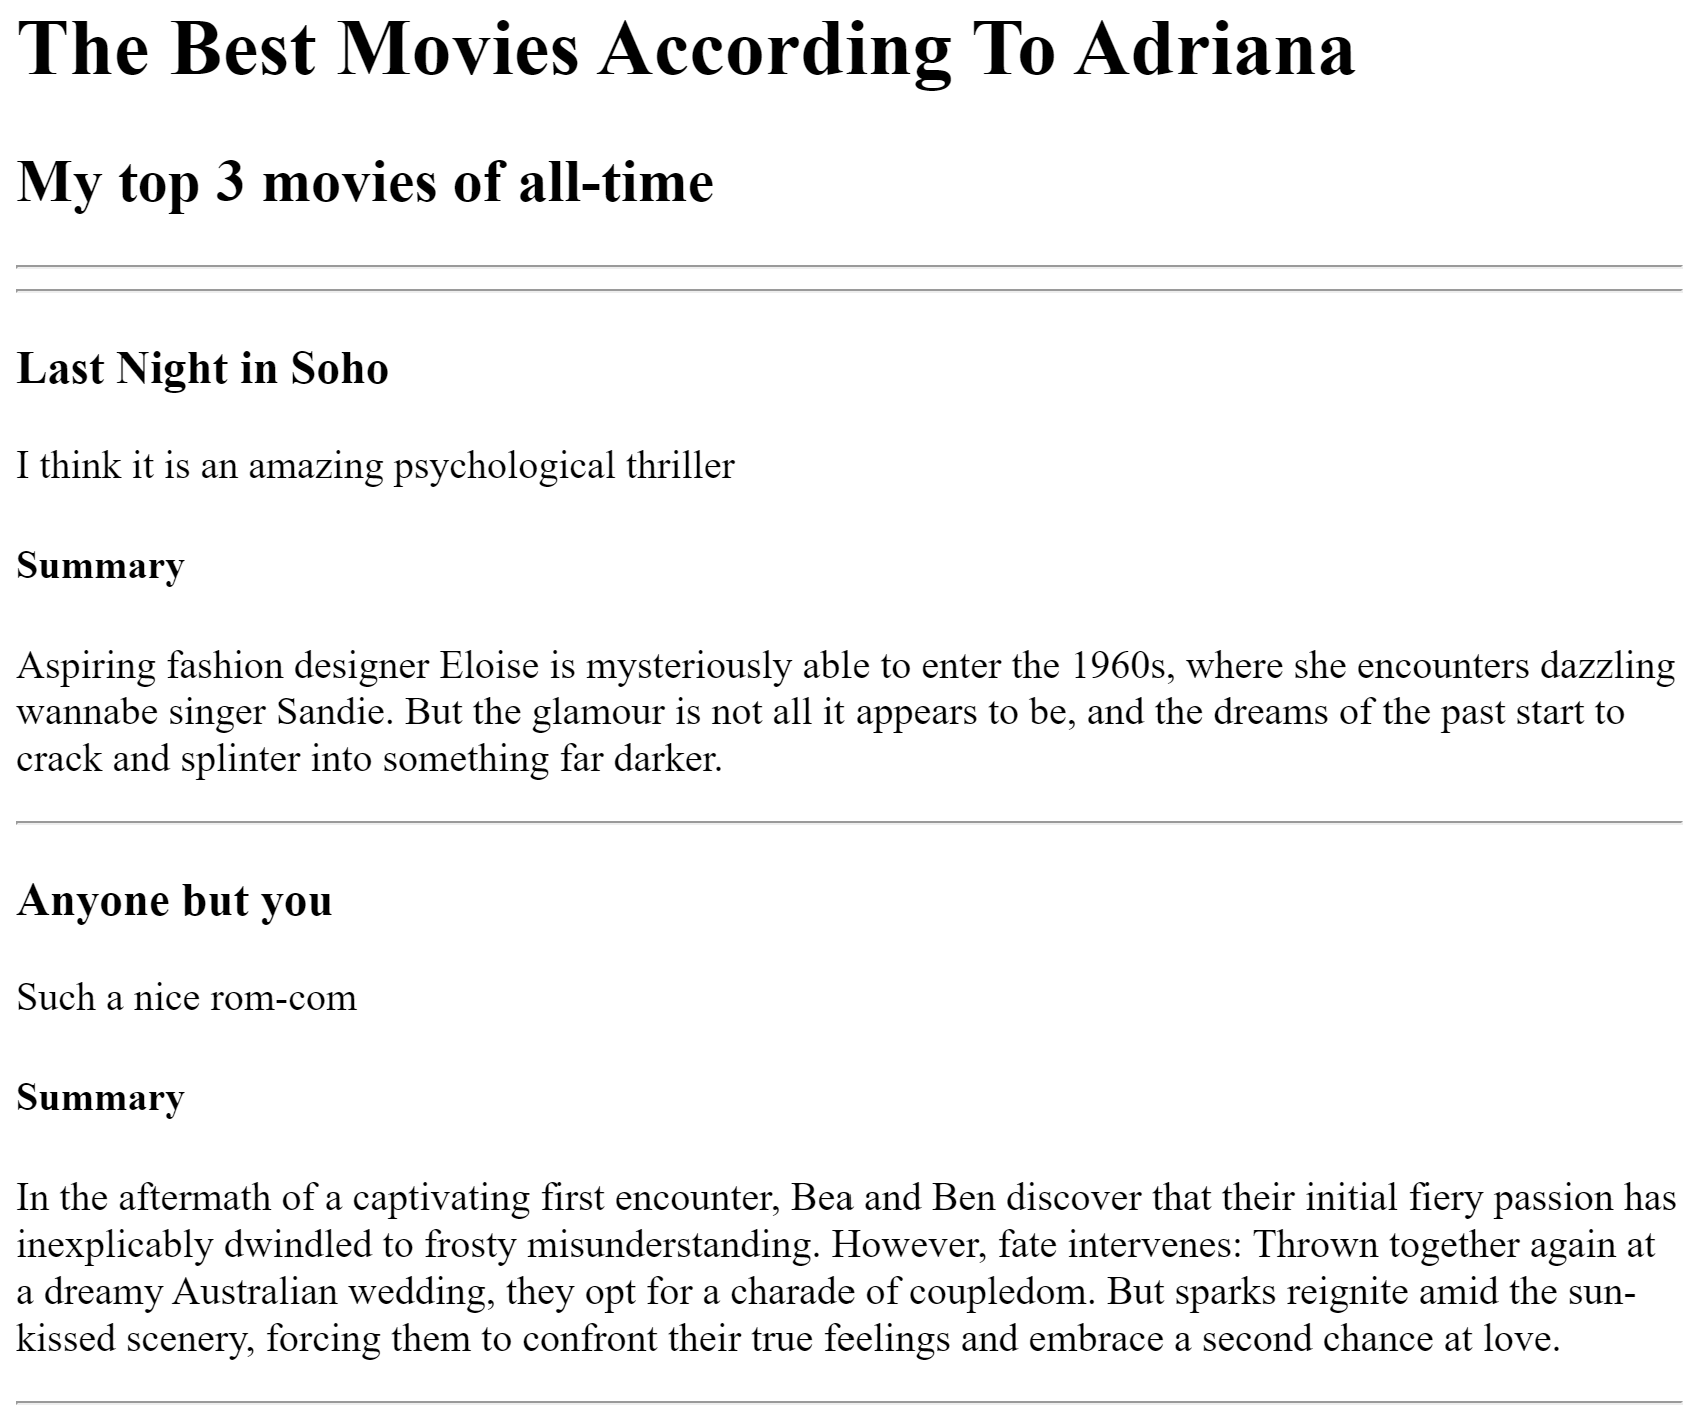 The Best Movies According To Adriana
My top 3 movies of all-time
Last Night in Soho
I think it is an amazing psychological thriller
Summary
Aspiring fashion designer Eloise is mysteriously able to enter the 1960s, where she encounters dazzling
wannabe singer Sandie. But the glamour is not all it appears to be, and the dreams of the past start to
crack and splinter into something far darker.
Anyone but you
Such a nice rom-com
Summary
In the aftermath of a captivating first encounter, Bea and Ben discover that their initial fiery passion has
inexplicably dwindled to frosty misunderstanding. However, fate intervenes: Thrown together again at
a dreamy Australian wedding, they opt for a charade of coupledom. But sparks reignite amid the sun-
kissed scenery, forcing them to confront their true feelings and embrace a second chance at love.